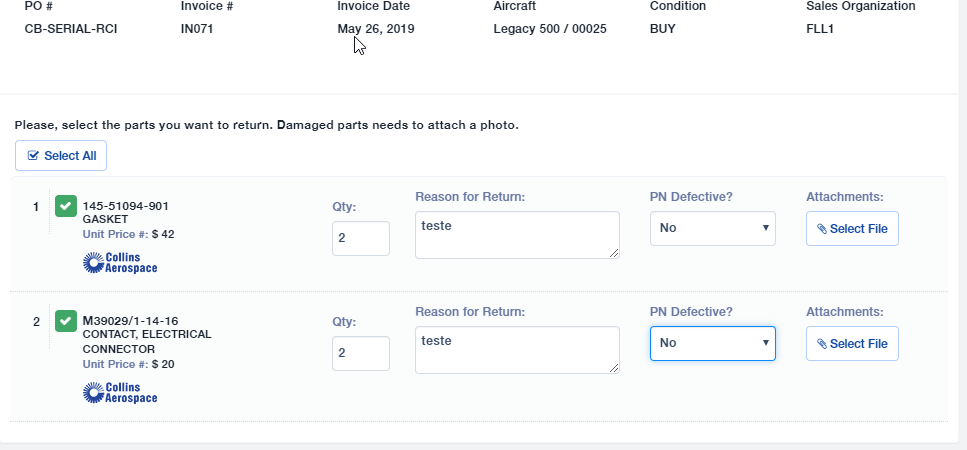 PO # Invoice # Invoice Date Aircraft Condition Sales Organization
CB-SERIAL-RCI IN071 May 26, 2019 Legacy 500 / 00025 BUY FLL1
Please, select the parts you want to return. Damaged parts needs to attach a photo.
Select All
1
145-51094-901
GASKET
Unit Price #: $ 42
Collins
Aerospace
Qty:
2
Reason for Return:
teste
PN Defective?
No
Attachments:
Select File
2
M39029/1-14-16
CONTACT, ELECTRICAL
CONNECTOR
Unit Price #: $ 20
Collins
Aerospace
Qty:
2
Reason for Return:
teste
PN Defective?
No
Attachments:
Select File